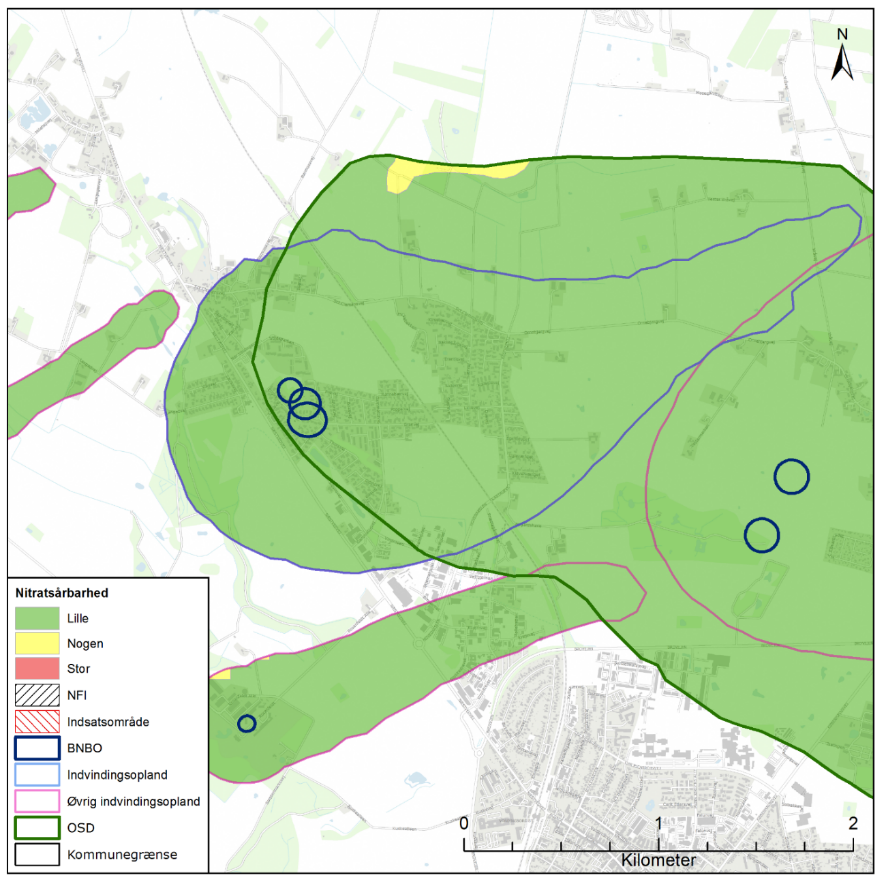 N
Nitratsårbarhed
Lille
Nogen
Stor
NFI
Indsatsområde
BNBO
Indvindingsopland
Øvrig indvindingsopland
OSD
Kommunegrænse
0 1 2
Kilometer